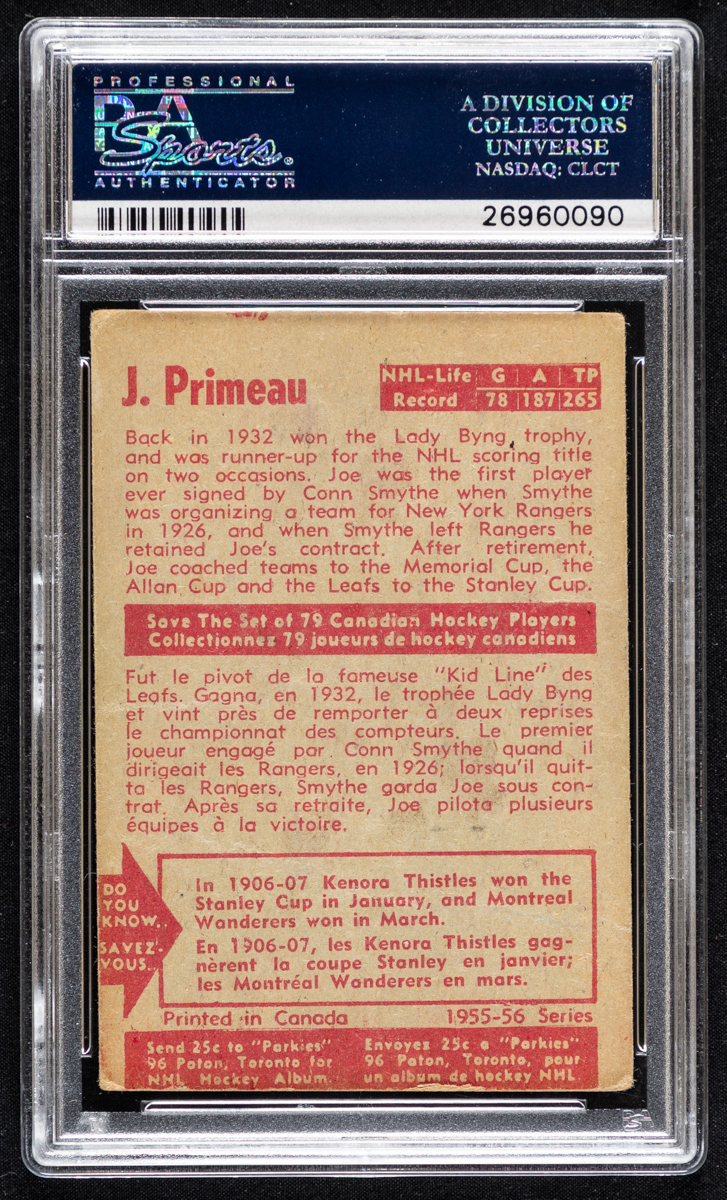 PROFESSIONAL
PSA
Sports
AUTHENTICATOR
A DIVISION OF
COLLECTORS
UNIVERSE
NASDAQ: CLCT
26960090
J. Primeau
NHL-Life G A TP
Record 78 187 265
Back in 1932 won the Lady Byng trophy,
and was runner-up for the NHL scoring title
on two occasions. Joe was the first player
ever signed by Conn Smythe when Smythe
was organizing a team for New York Rangers
in 1926, and when Smythe left Rangers he
retained Joe's contract. After retirement,
Joe coached teams to the Memorial Cup, the
Allan Cup and the Leafs to the Stanley Cup.
Save The Set of 79 Canadian Hockey Players
Collectionnez 79 joueurs de hockey canadiens
Fut le pivot de la fameuse "Kid Line" des
Leafs. Gagna, en 1932, le trophée Lady Byng
et vint près de remporter à deux reprises
le championnat des compteurs. Le premier
joueur engagé par Conn Smythe quand il
dirigeait les Rangers, en 1926; lorsqu'il quit-
ta les Rangers, Smythe garda Joe sous con-
trat. Après sa retraite, Joe pilota plusieurs
équipes à la victoire.
DO
YOU
KNOW..
SAVEZ-
VOUS..
In 1906-07 Kenora Thistles won the
Stanley Cup in January, and Montreal
Wanderers won in March.
En 1906-07, les Kenora Thistles gag-
nèrent la coupe Stanley en janvier;
les Montréal Wanderers en mars.
Printed in Canada 1955-56 Series
Send 25c to "Parkies"
96 Paton, Toronto for
NHL Hockey Album.
Envoyez 25c a "Parkies"
96 Paton, Toronto, pour
un album de hockey NHL